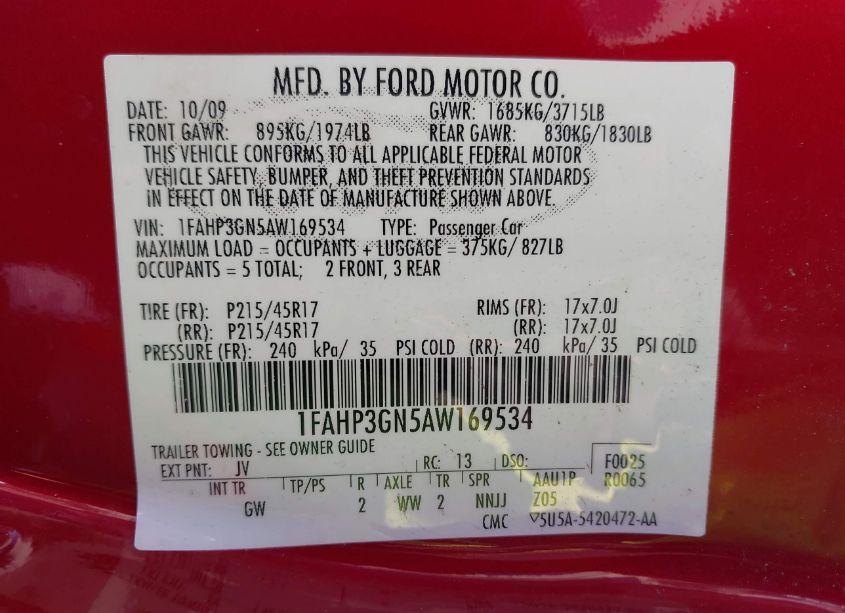 MFD. BY FORD MOTOR CO.
DATE: 10/09 GVWR: 1685KG/3715LB
FRONT GAWR: 895KG/1974LB REAR GAWR: 830KG/1830LB
THIS VEHICLE CONFORMS TO ALL APPLICABLE FEDERAL MOTOR
VEHICLE SAFETY, BUMPER, AND THEFT PREVENTION STANDARDS
IN EFFECT ON THE DATE OF MANUFACTURE SHOWN ABOVE.
VIN: 1FAHP3GN5AW169534 TYPE: Passenger Car
MAXIMUM LOAD = OCCUPANTS + LUGGAGE = 375KG/ 827LB
OCCUPANTS = 5 TOTAL; 2 FRONT, 3 REAR
TIRE (FR): P215/45R17 RIMS (FR): 17x7.0J
(RR): P215/45R17 (RR): 17x7.0J
PRESSURE (FR): 240 kPa/ 35 PSI COLD (RR): 240 kPa/ 35 PSI COLD
1FAHP3GN5AW169534
TRAILER TOWING - SEE OWNER GUIDE
EXT PNT: JV RC: 13 DSO: F0025
INT TR TP/PS R AXLE TR SPR AAU1P R0065
GW 2 WW 2 NNJJ Z05
CMC ▽5U5A-5420472-AA